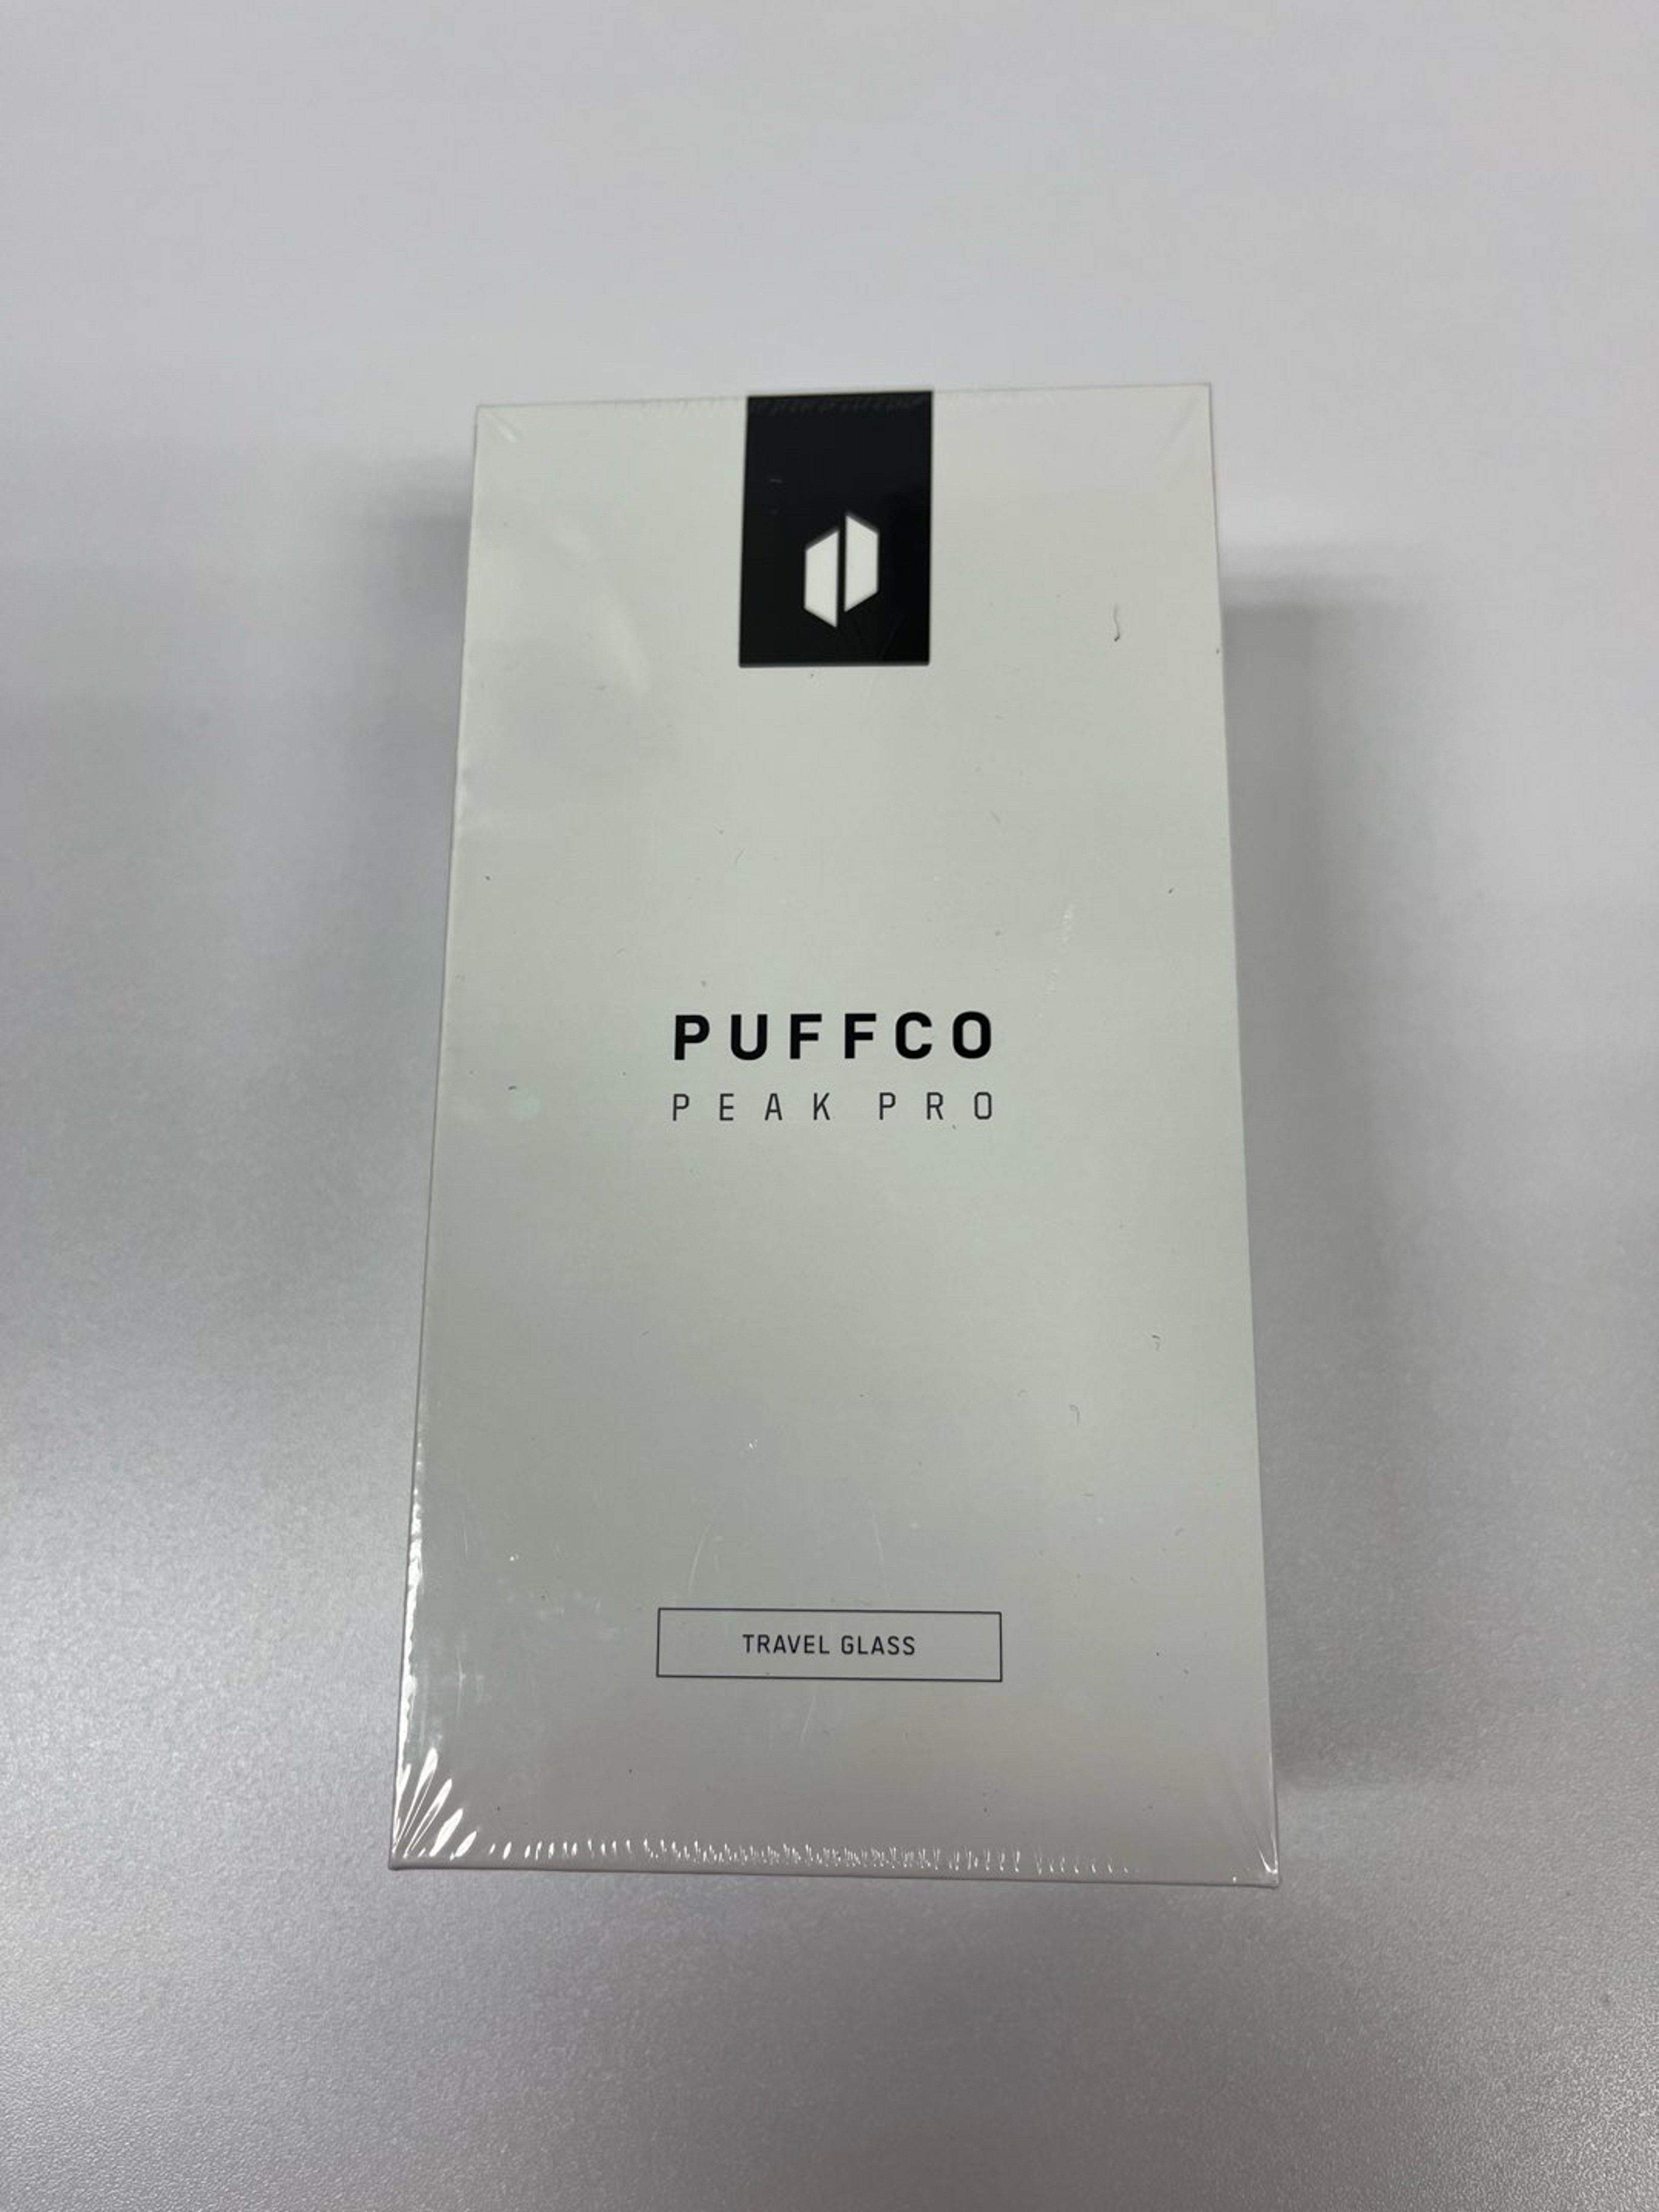 PUFFCO
PEAK PRO
TRAVEL GLASS